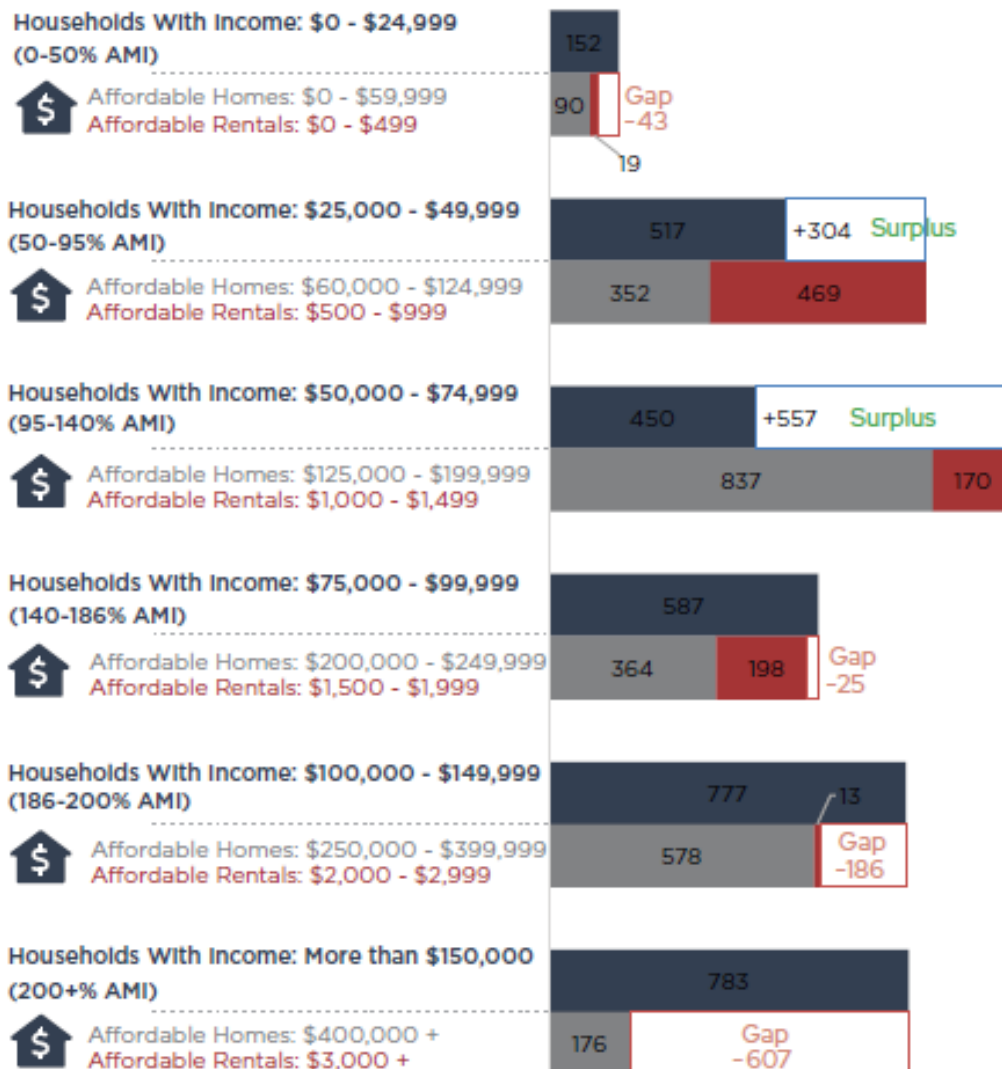 Households With Income: $0 - $24,999
(0-50% AMI)
152
$
Affordable Homes: $0 - $59,999
Affordable Rentals: $0 - $499
90
Gap
-43
19
Households With Income: $25,000 - $49,999
(50-95% AMI)
517
+304 Surplus
$
Affordable Homes: $60,000 - $124,999
Affordable Rentals: $500 - $999
352
469
Households With Income: $50,000 - $74,999
(95-140% AMI)
450
+557 Surplus
$
Affordable Homes: $125,000 - $199,999
Affordable Rentals: $1,000 - $1,499
837
170
Households With Income: $75,000 - $99,999
(140-186% AMI)
587
$
Affordable Homes: $200,000 - $249,999
Affordable Rentals: $1,500 - $1,999
364
198
Gap
-25
Households With Income: $100,000 - $149,999
(186-200% AMI)
777
13
$
Affordable Homes: $250,000 - $399,999
Affordable Rentals: $2,000 - $2,999
578
Gap
-186
Households With Income: More than $150,000
(200+% AMI)
783
$
Affordable Homes: $400,000 +
Affordable Rentals: $3,000 +
176
Gap
-607